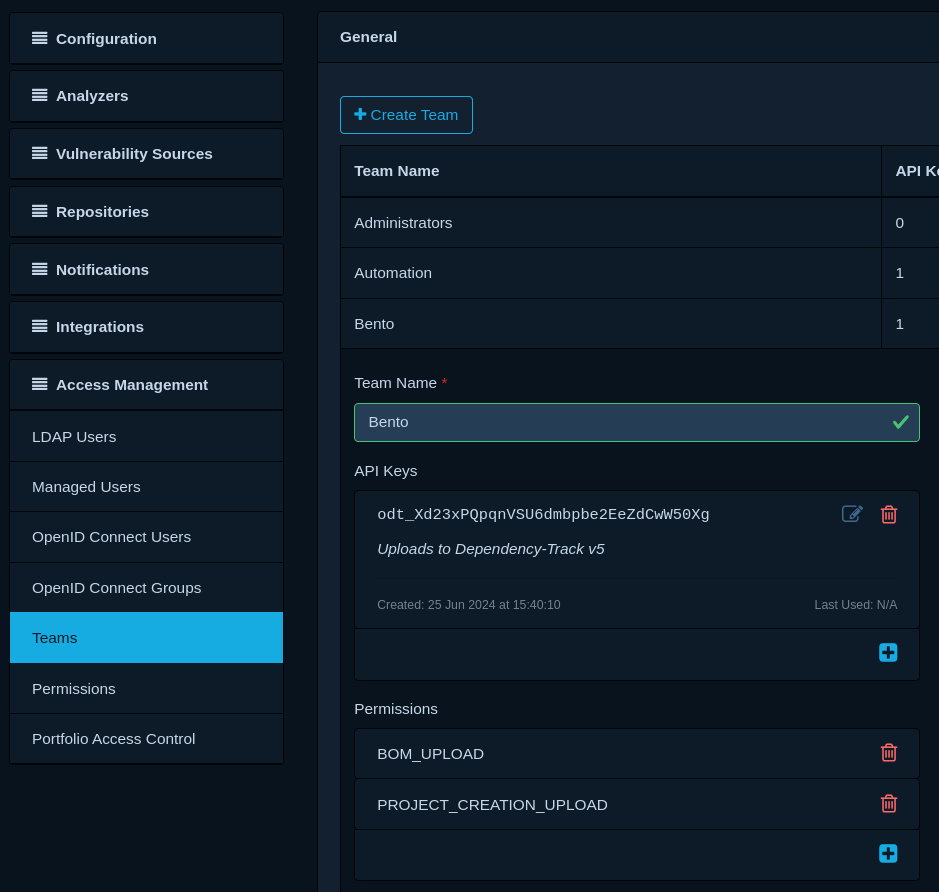 Configuration
Analyzers
Vulnerability Sources
Repositories
Notifications
Integrations
Access Management
LDAP Users
Managed Users
OpenID Connect Users
OpenID Connect Groups
Teams
Permissions
Portfolio Access Control
General
Create Team
Team Name API Ke
Administrators 0
Automation 1
Bento 1
Team Name *
Bento
API Keys
odt_Xd23xPQpqnVSU6dmbpbe2EeZdCwW50Xg
Uploads to Dependency-Track v5
Created: 25 Jun 2024 at 15:40:10 Last Used: N/A
Permissions
BOM_UPLOAD
PROJECT_CREATION_UPLOAD